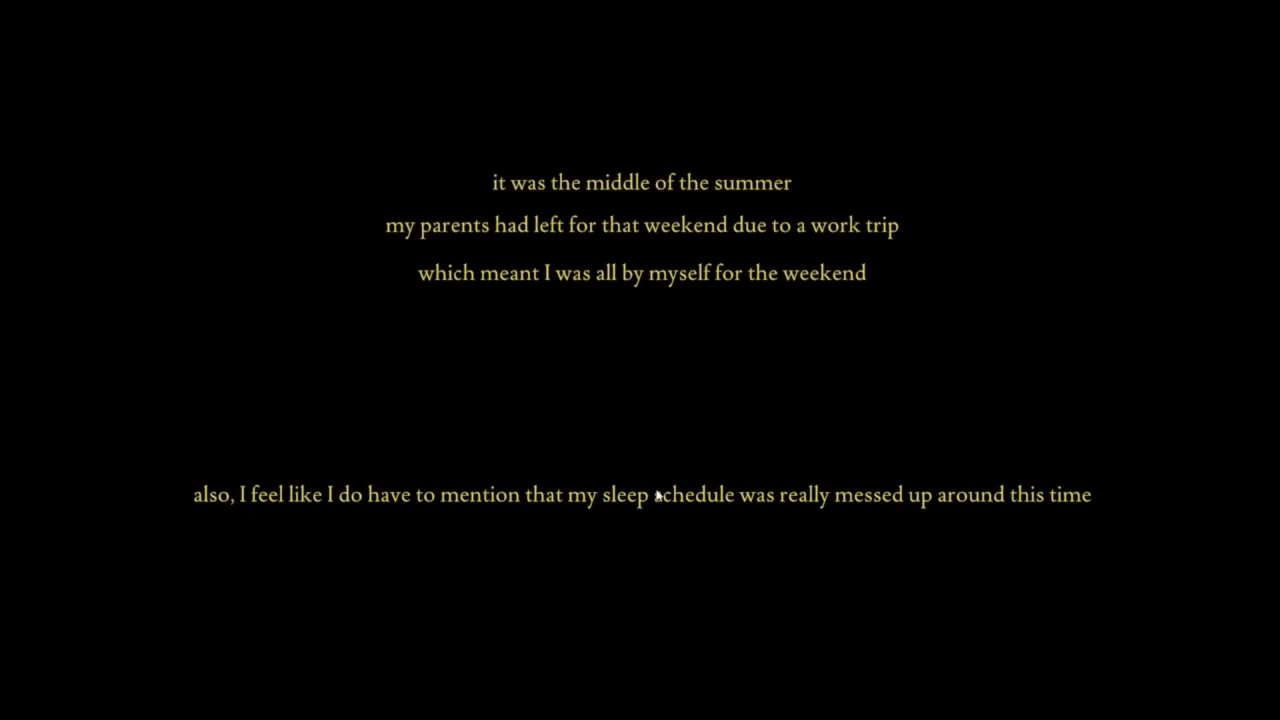 it was the middle of the summer
my parents had left for that weekend due to a work trip
which meant I was all by myself for the weekend
also, I feel like I do have to mention that my sleep schedule was really messed up around this time